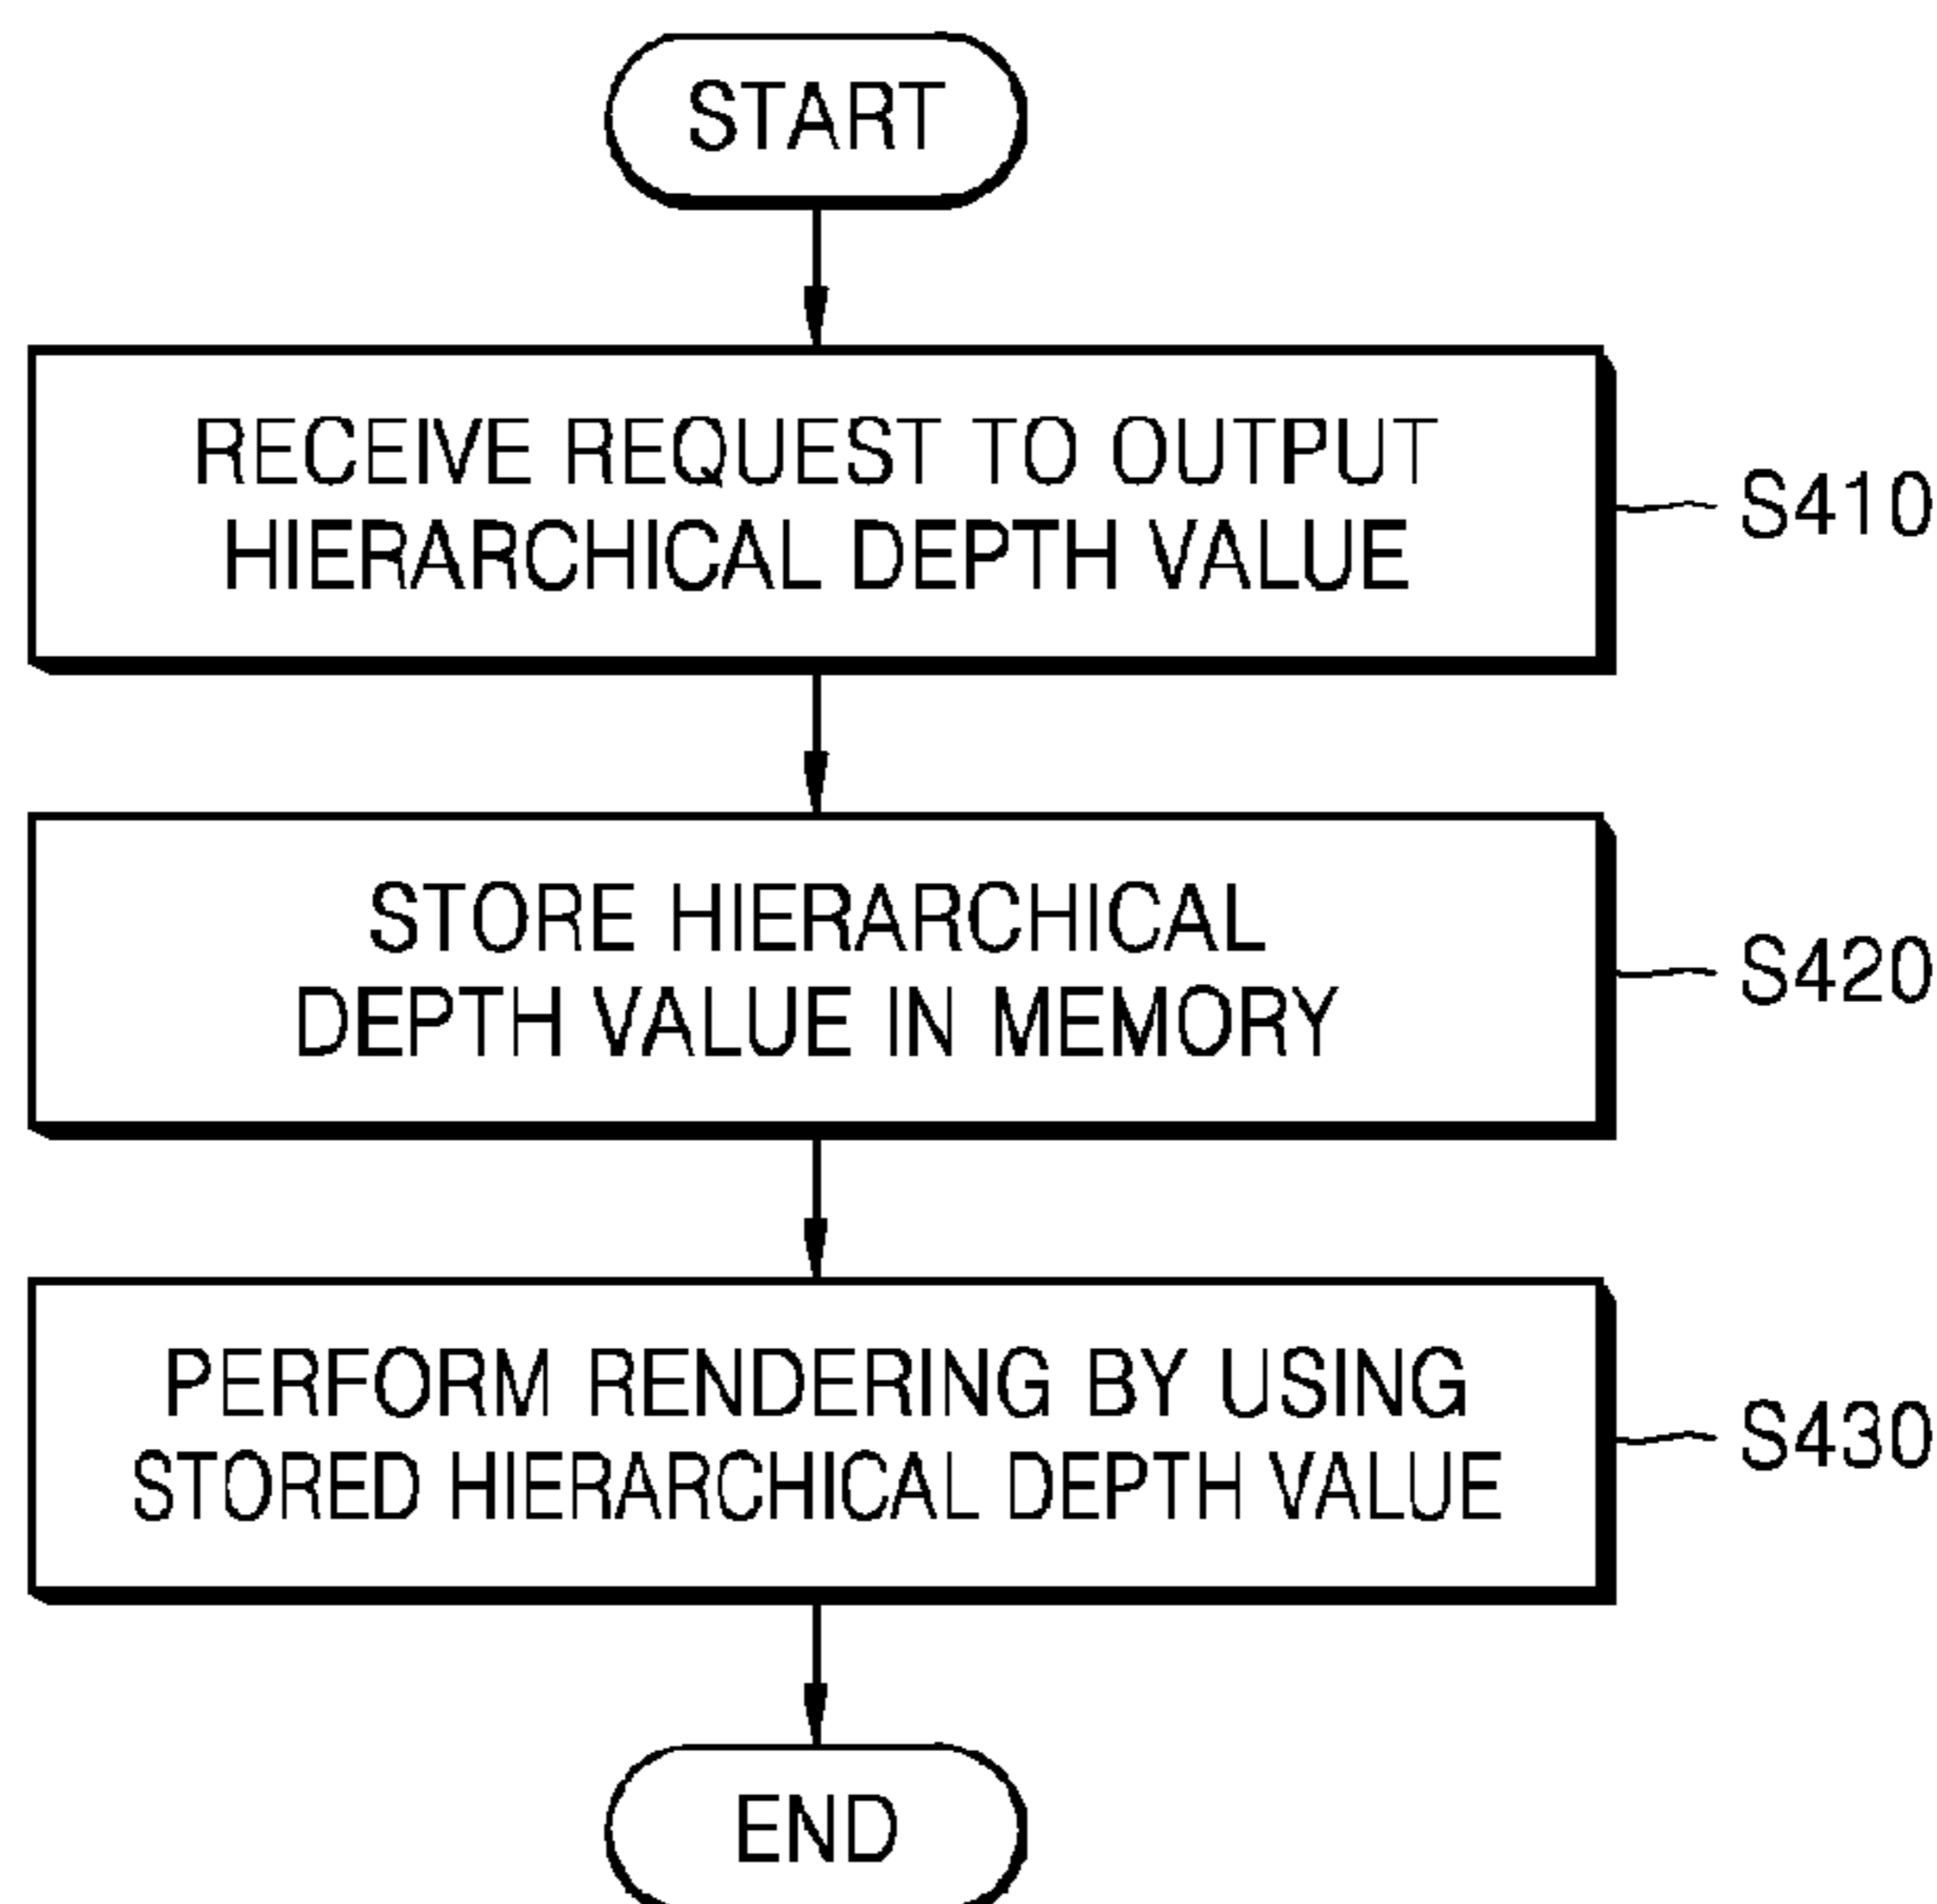 START
RECEIVE REQUEST TO OUTPUT
HIERARCHICAL DEPTH VALUE
S410
STORE HIERARCHICAL
DEPTH VALUE IN MEMORY
S420
PERFORM RENDERING BY USING
STORED HIERARCHICAL DEPTH VALUE
S430
END